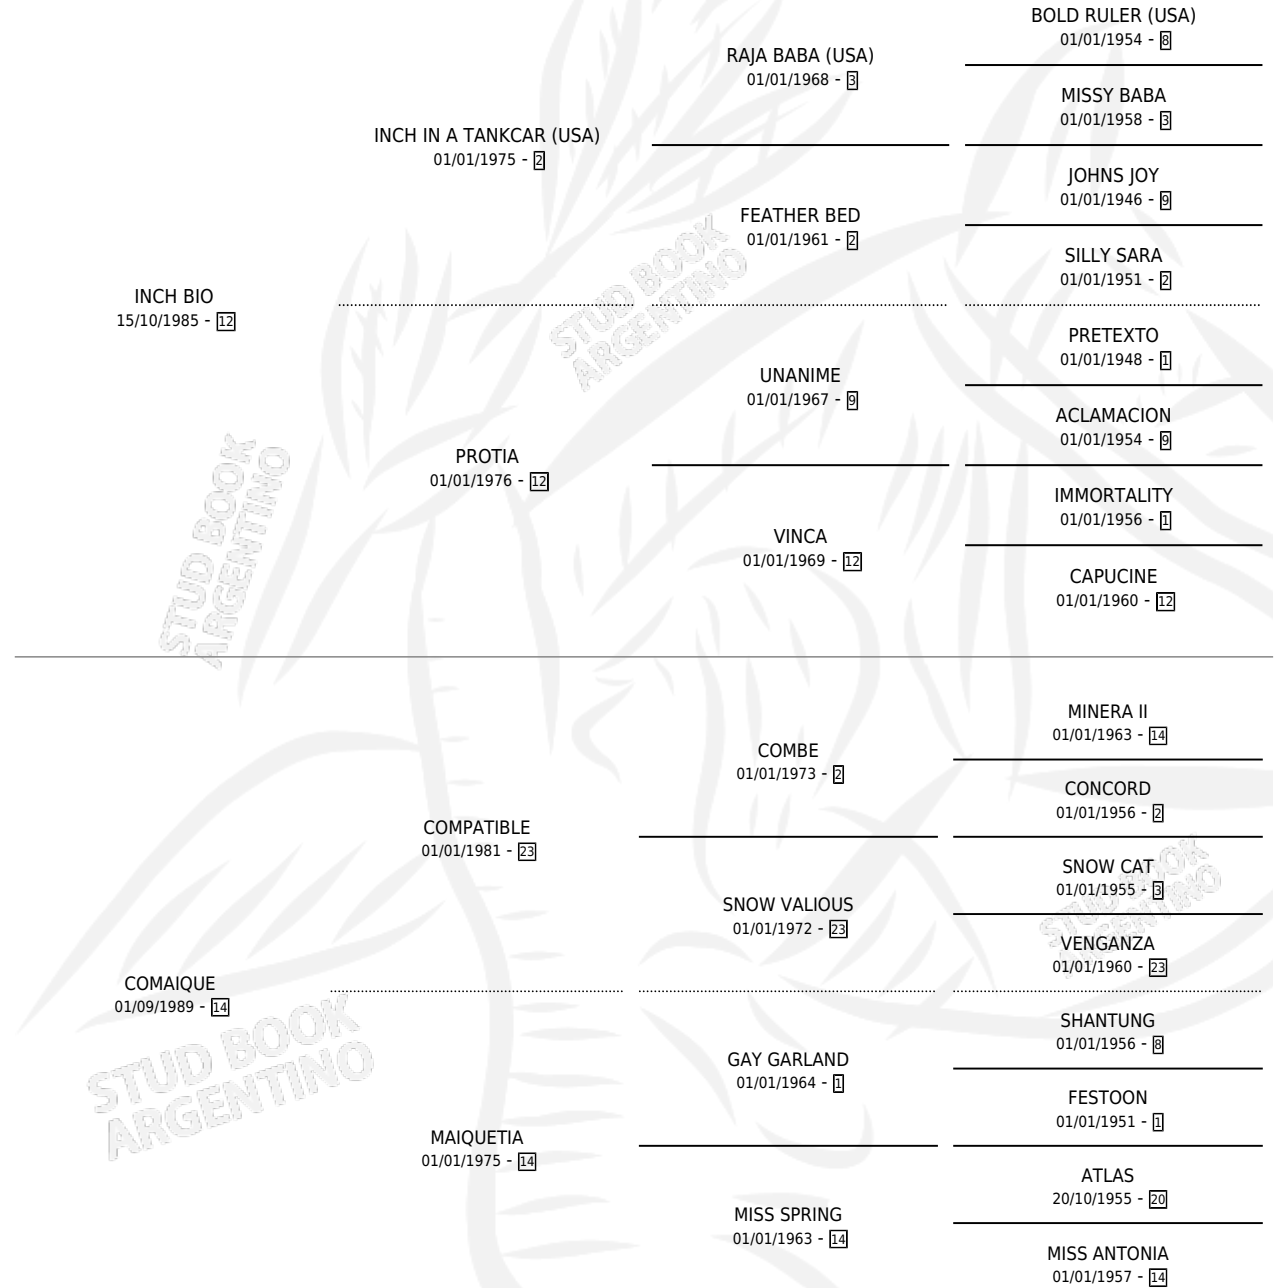 BOLD RULER (USA)
01/01/1954 - 8
RAJA BABA (USA)
01/01/1968 - 3
MISSY BABA
01/01/1958 - 3
INCH IN A TANKCAR (USA)
01/01/1975 - 2
JOHNS JOY
01/01/1946 - 9
FEATHER BED
01/01/1961 - 2
SILLY SARA
01/01/1951 - 2
INCH BIO
15/10/1985 - 12
PRETEXTO
01/01/1948 - 1
UNANIME
01/01/1967 - 9
ACLAMACION
01/01/1954 - 9
PROTIA
01/01/1976 - 12
IMMORTALITY
01/01/1956 - 1
VINCA
01/01/1969 - 12
CAPUCINE
01/01/1960 - 12
MINERA II
01/01/1963 - 14
COMBE
01/01/1973 - 2
CONCORD
01/01/1956 - 2
COMPATIBLE
01/01/1981 - 23
SNOW CAT
01/01/1955 - 3
SNOW VALIOUS
01/01/1972 - 23
VENGANZA
01/01/1960 - 23
COMAIQUE
01/09/1989 - 14
SHANTUNG
01/01/1956 - 8
GAY GARLAND
01/01/1964 - 1
FESTOON
01/01/1951 - 1
MAIQUETIA
01/01/1975 - 14
ATLAS
20/10/1955 - 20
MISS SPRING
01/01/1963 - 14
MISS ANTONIA
01/01/1957 - 14
STUD BOOK
ARGENTINO
STUD BOOK
ARGENTINO
STUD BOOK
ARGENTINO
STUD BOOK
ARGENTINO